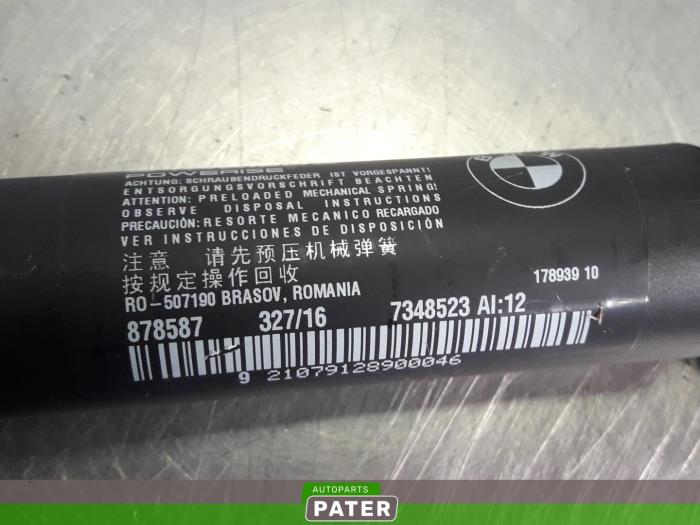 POWERISE
ACHTUNG: SCHRAUBENDRUCKFEDER IST VORGESPANNT!
ENTSORGUNGSVORSCHRIFT BEACHTEN
ATTENTION: PRELOADED MECHANICAL SPRING!
OBSERVE DISPOSAL INSTRUCTIONS
PRECAUCIÓN: RESORTE MECANICO RECARGADO
VER INSTRUCCIONES DE DISPOSICIÓN
注意 请先预压机械弹簧
按规定操作回收
RO-507190 BRASOV, ROMANIA
178939 10
878587 327/16 7348523 AI:12
9 21079128900046
AUTOPARTS
PATER